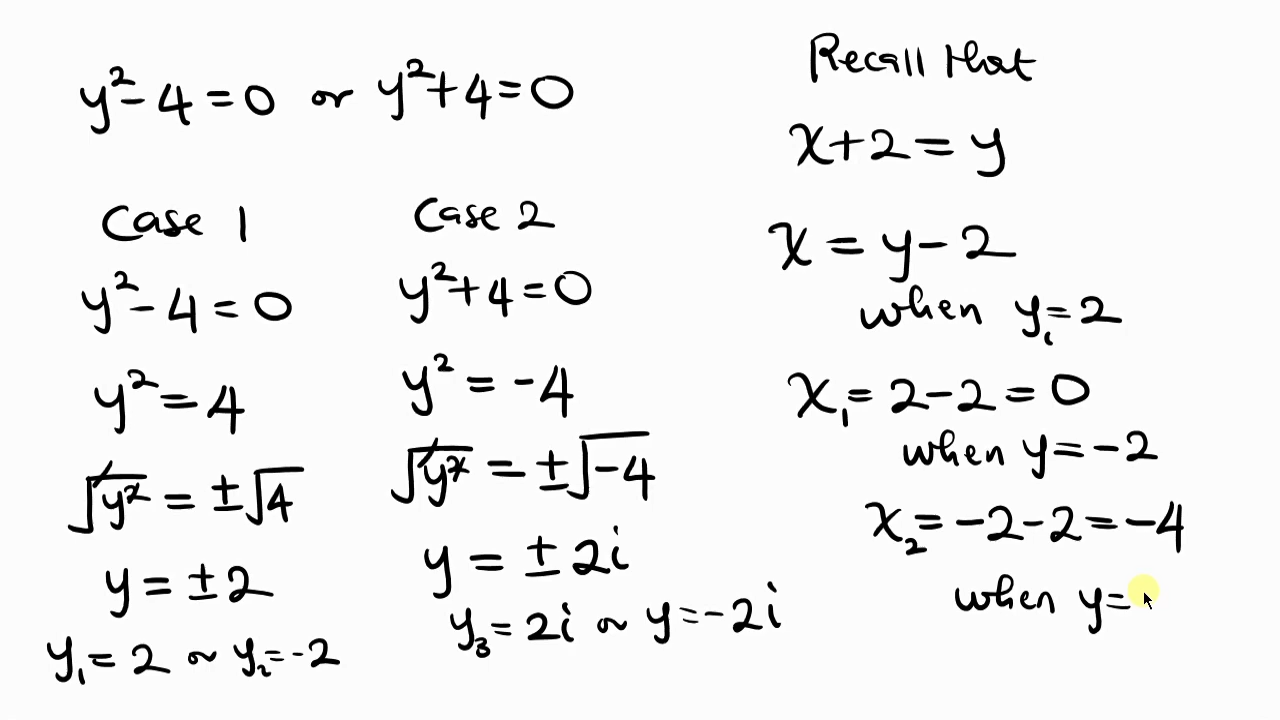 y²-4=0 or y²+4=0
Case 1
y²-4=0
y²=4
√y²=±√4
y=±2
y₁=2 or y₂=-2
Case 2
y²+4=0
y²=-4
√y²=±√-4
y=±2i
y₃=2i or y=-2i
Recall that
x+2=y
x=y-2
when y₁=2
x₁=2-2=0
when y=-2
x₂=-2-2=-4
when y=